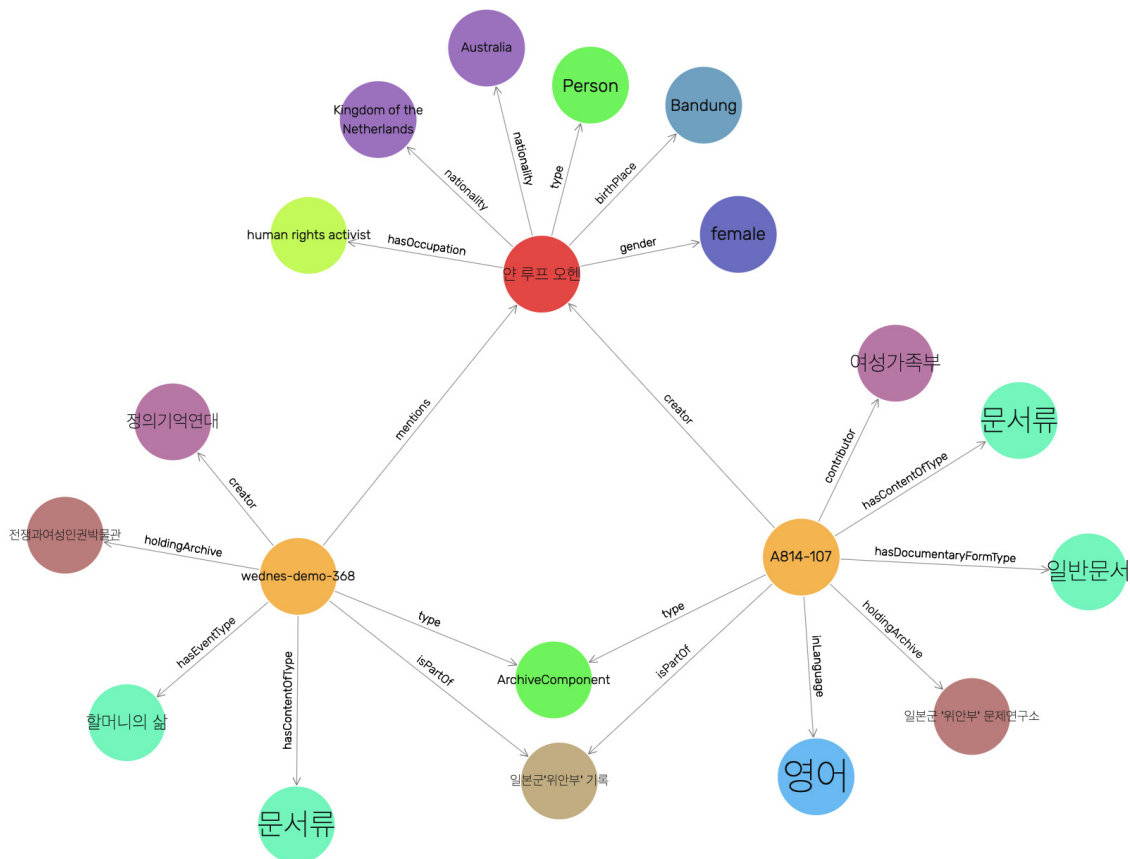 Australia
Person
Kingdom of the
Netherlands
Bandung
nationality
type
nationality
birthPlace
human rights activist
hasOccupation
gender
female
얀 루프 오헨
여성가족부
정의기억연대
mentions
creator
contributor
문서류
creator
hasContentOfType
전쟁과여성인권박물관
holdingArchive
wednes-demo-368
A814-107
hasDocumentaryFormType
일반문서
hasEventType
type
type
holdingArchive
isPartOf
isPartOf
inLanguage
hasContentOfType
ArchiveComponent
할머니의 삶
일본군 '위안부' 문제연구소
일본군'위안부' 기록
영어
문서류